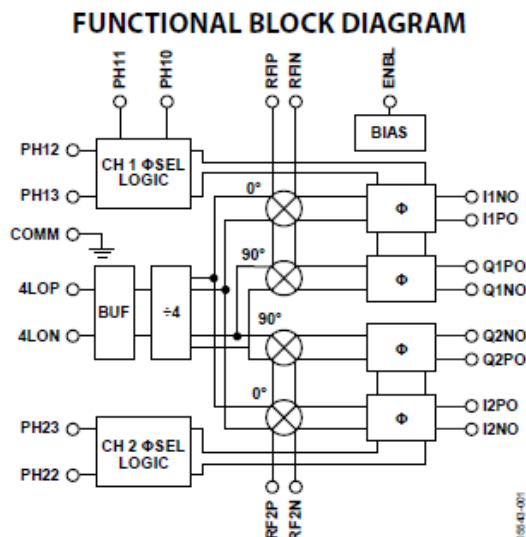 FUNCTIONAL BLOCK DIAGRAM
PH11
PH10
RFIP
RFIN
ENBL
BIAS
PH12
PH13
CH 1 ΦSEL
LOGIC
0°
Φ
I1NO
I1PO
COMM
90°
Φ
Q1PO
Q1NO
4LOP
4LON
BUF
÷4
90°
Φ
Q2NO
Q2PO
0°
Φ
I2PO
I2NO
PH23
PH22
CH 2 ΦSEL
LOGIC
RF2P
RF2N